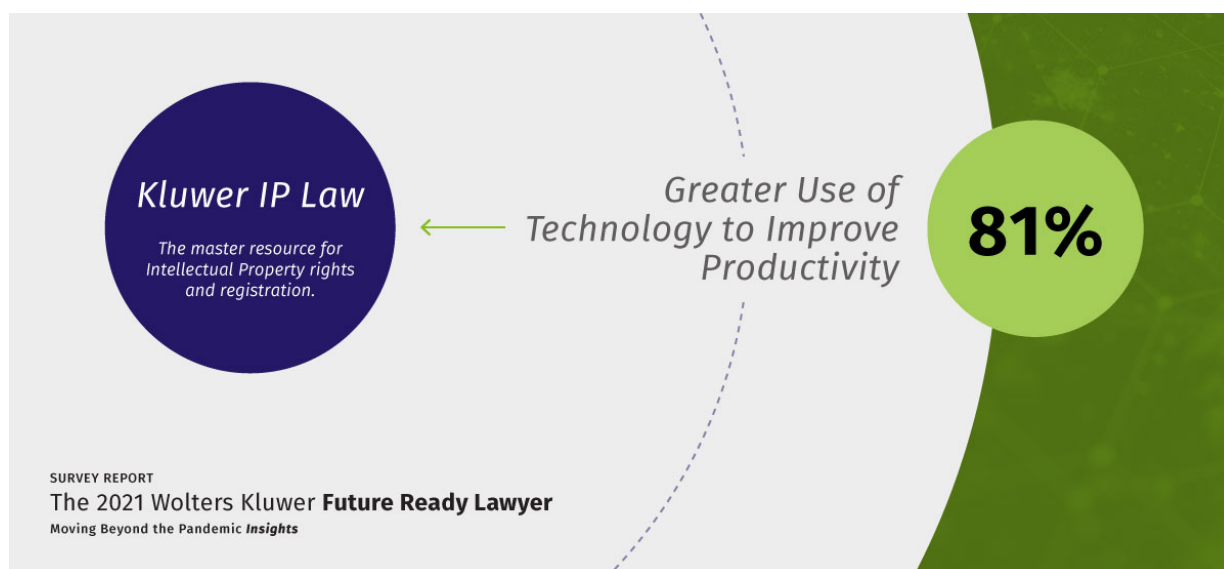 Kluwer IP Law
The master resource for
Intellectual Property rights
and registration.
Greater Use of
Technology to Improve
Productivity
81%
SURVEY REPORT
The 2021 Wolters Kluwer Future Ready Lawyer
Moving Beyond the Pandemic Insights